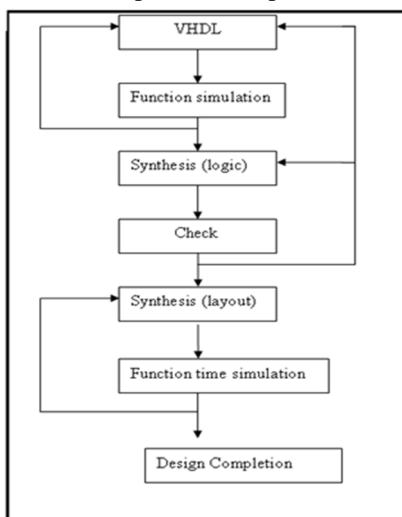 VHDL
Function simulation
Synthesis (logic)
Check
Synthesis (layout)
Function time simulation
Design Completion